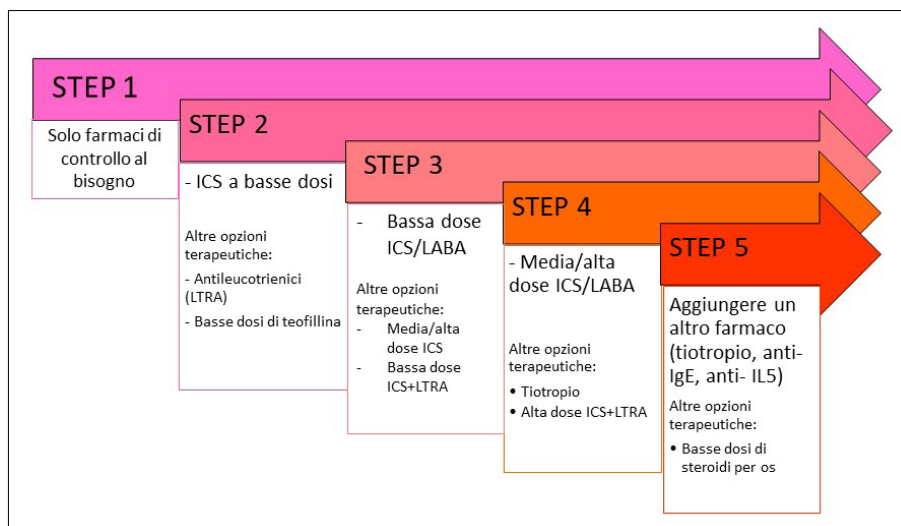 STEP 1
Solo farmaci di
controllo al
bisogno
STEP 2
- ICS a basse dosi
Altre opzioni
terapeutiche:
- Antileucotrienici
(LTRA)
- Basse dosi di teofillina
STEP 3
- Bassa dose
ICS/LABA
Altre opzioni
terapeutiche:
- Media/alta
dose ICS
- Bassa dose
ICS+LTRA
STEP 4
- Media/alta
dose ICS/LABA
Altre opzioni
terapeutiche:
• Tiotropio
• Alta dose ICS+LTRA
STEP 5
Aggiungere un
altro farmaco
(tiotropio, anti-
IgE, anti- IL5)
Altre opzioni
terapeutiche:
• Basse dosi di
steroidi per os